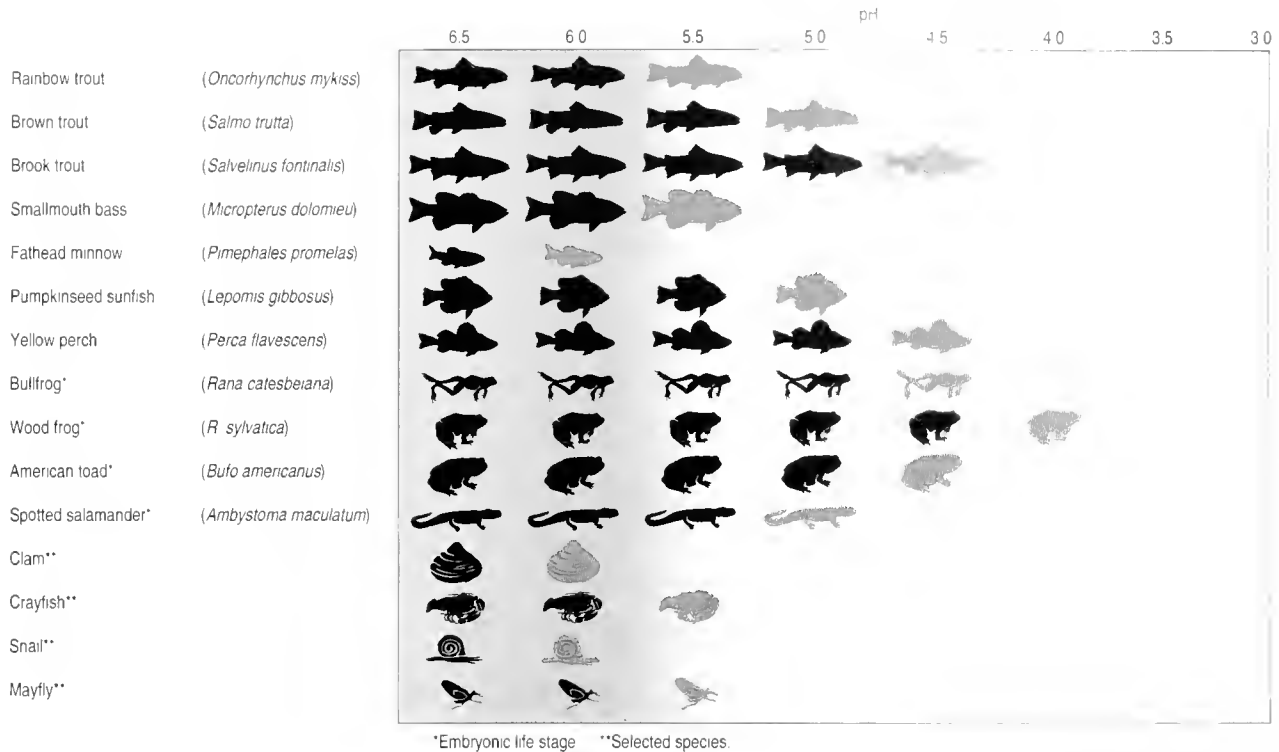 pH
6.5 6.0 5.5 5.0 4.5 4.0 3.5 3.0
Rainbow trout (Oncorhynchus mykiss)
Brown trout (Salmo trutta)
Brook trout (Salvelinus fontinalis)
Smallmouth bass (Micropterus dolomieu)
Fathead minnow (Pimephales promelas)
Pumpkinseed sunfish (Lepomis gibbosus)
Yellow perch (Perca flavescens)
Bullfrog* (Rana catesbeiana)
Wood frog* (R sylvatica)
American toad* (Bufo americanus)
Spotted salamander* (Ambystoma maculatum)
Clam**
Crayfish**
Snail**
Mayfly**
*Embryonic life stage **Selected species.